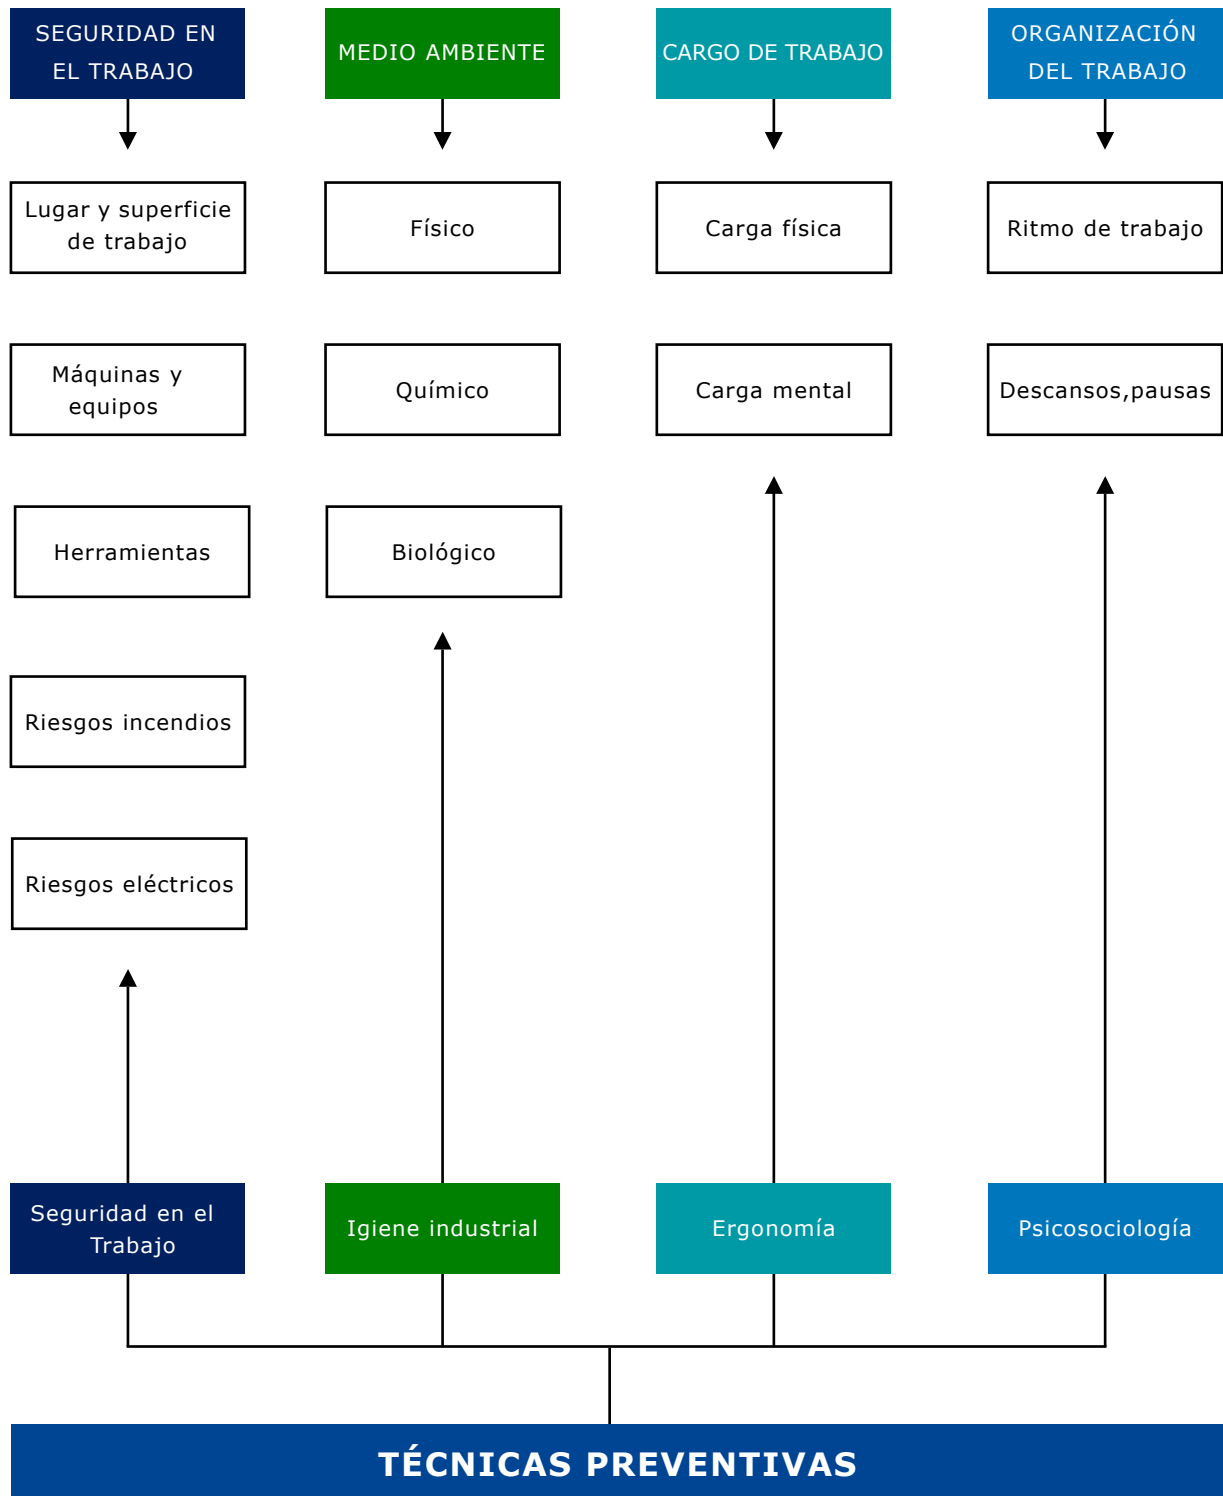 SEGURIDAD EN
EL TRABAJO
MEDIO AMBIENTE
CARGO DE TRABAJO
ORGANIZACIÓN
DEL TRABAJO
Lugar y superficie
de trabajo
Físico
Carga física
Ritmo de trabajo
Máquinas y
equipos
Químico
Carga mental
Descansos,pausas
Herramientas
Biológico
Riesgos incendios
Riesgos eléctricos
Seguridad en el
Trabajo
Igiene industrial
Ergonomía
Psicosociología
TÉCNICAS PREVENTIVAS